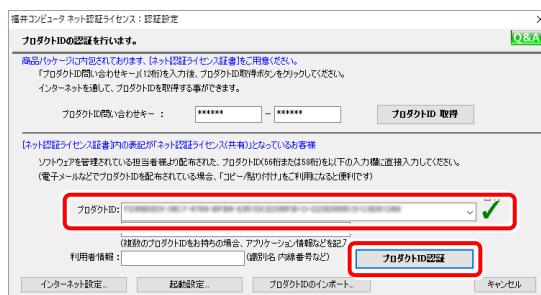 福井コンピュータ ネット認証ライセンス：認証設定
プロダクトIDの認証を行います。
Q&A
商品パッケージに内包されております、[ネット認証ライセンス証書]をご用意ください。
「プロダクトID問い合わせキー」(12桁)を入力後、プロダクトID取得ボタンをクリックしてください。
インターネットを通して、プロダクトIDを取得する事ができます。
プロダクトID問い合わせキー： ****** － ****** プロダクトID 取得
[ネット認証ライセンス証書]内の表記が「ネット認証ライセンス(共有)」となっているお客様
ソフトウェアを管理されている担当者様より配布された、プロダクトID(56桁または58桁)を以下の入力欄に直接入力してください。
(電子メールなどでプロダクトIDを配布されている場合、「コピー/貼り付け」をご利用になると便利です)
プロダクトID:
(複数のプロダクトIDをお持ちの場合、アプリケーション情報などを記入
利用者情報： (識別名 内線番号など) プロダクトID認証
インターネット設定... 起動設定... プロダクトIDのインポート... キャンセル